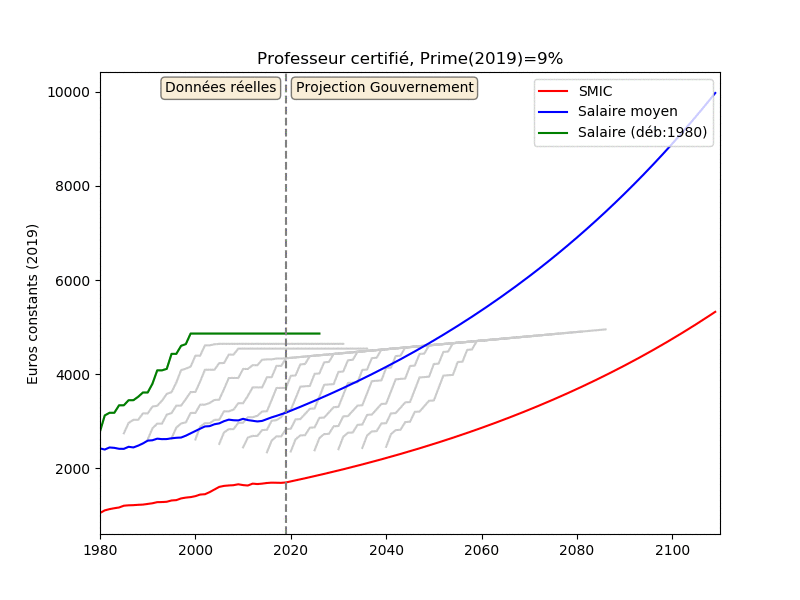 Professeur certifié, Prime(2019)=9%
Données réelles
Projection Gouvernement
SMIC
Salaire moyen
Salaire (déb:1980)
Euros constants (2019)
10000
8000
6000
4000
2000
1980
2000
2020
2040
2060
2080
2100